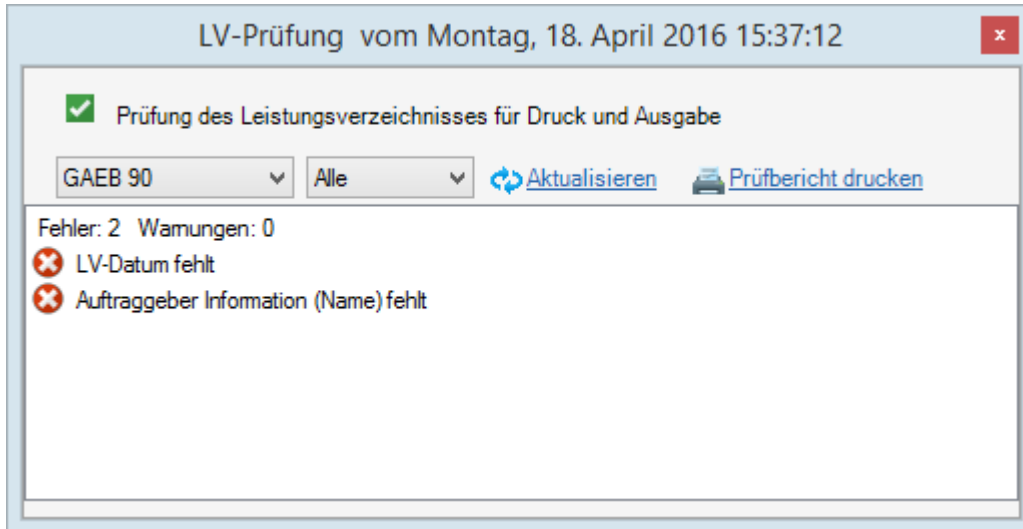 LV-Prüfung vom Montag, 18. April 2016 15:37:12
x
Prüfung des Leistungsverzeichnisses für Druck und Ausgabe
GAEB 90 Alle Aktualisieren Prüfbericht drucken
Fehler: 2 Warnungen: 0
LV-Datum fehlt
Auftraggeber Information (Name) fehlt